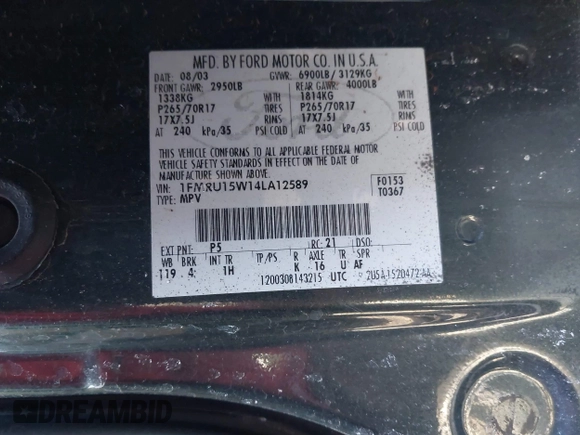 MFD. BY FORD MOTOR CO. IN U.S.A.
DATE: 08/03 GVWR: 6900LB/ 3129KG
FRONT GAWR: 2950LB REAR GAWR: 4000LB
1338KG WITH 1814KG WITH
P265/70R17 TIRES P265/70R17 TIRES
17X7.5J RIMS 17X7.5J RIMS
AT 240 kPa/35 PSI COLD AT 240 kPa/35 PSI COLD
THIS VEHICLE CONFORMS TO ALL APPLICABLE FEDERAL MOTOR
VEHICLE SAFETY STANDARDS IN EFFECT ON THE DATE OF MANUFACTURE
SHOWN ABOVE.
VIN: 1FMRU15W14LA12589
TYPE: MPV
F0153
T0367
EXT PNT: P5 RC: 21 DSO:
WB BRK INT TR TP/PS R AXLE TR SPR
119 4 1H K 16 U AF
1200308143215 UTC
Ford
DREAMBID